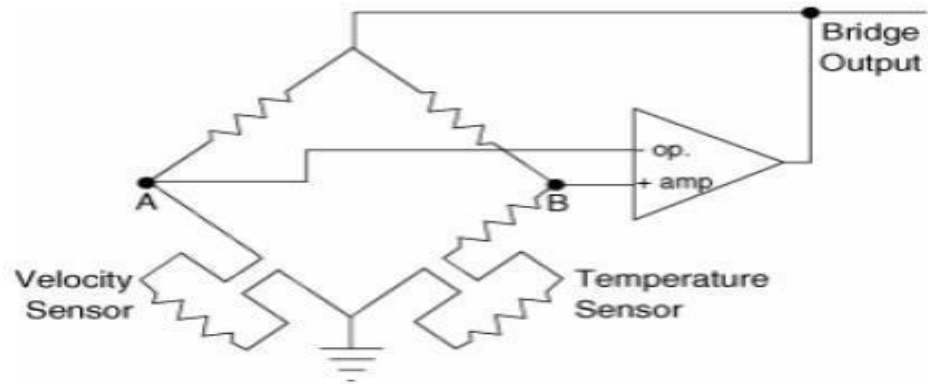 Bridge
Output
- op.
+ amp
A
B
Velocity
Sensor
Temperature
Sensor